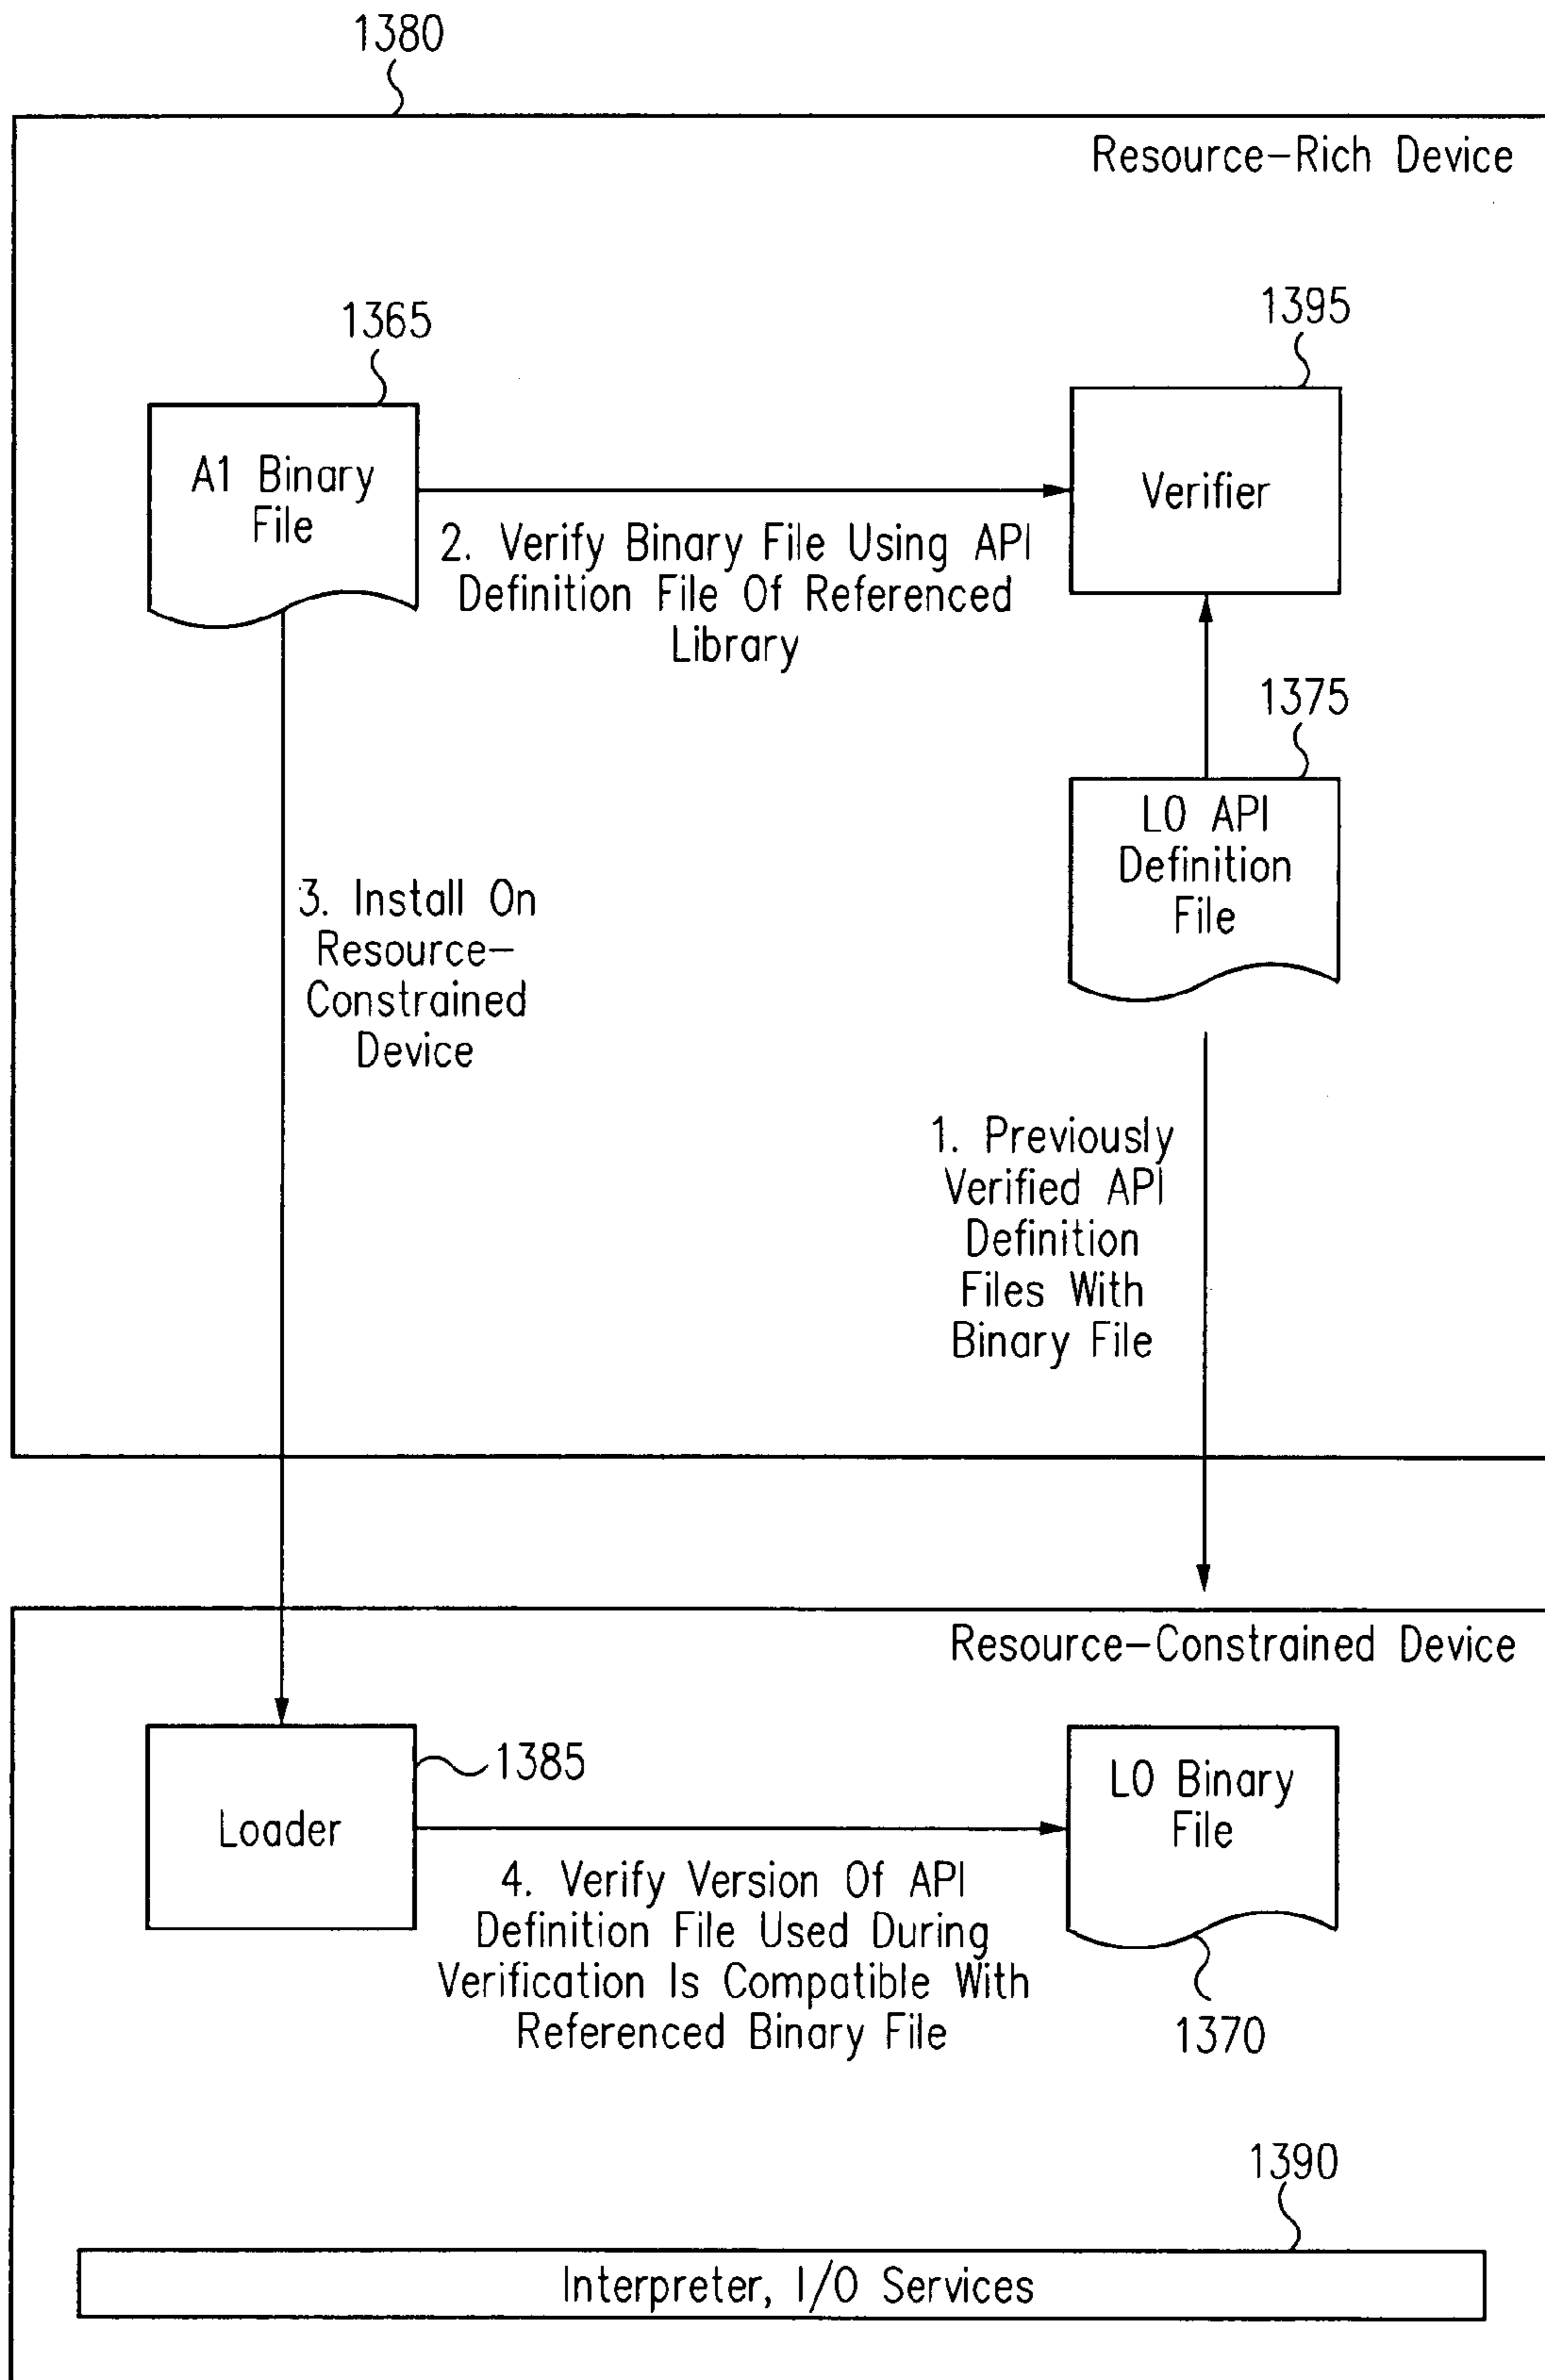 1380
Resource-Rich Device
1365
1395
A1 Binary
File
Verifier
2. Verify Binary File Using API
Definition File Of Referenced
Library
1375
L0 API
Definition
File
3. Install On
Resource-
Constrained
Device
1. Previously
Verified API
Definition
Files With
Binary File
Resource-Constrained Device
1385
Loader
L0 Binary
File
4. Verify Version Of API
Definition File Used During
Verification Is Compatible With
Referenced Binary File
1370
1390
Interpreter, I/O Services